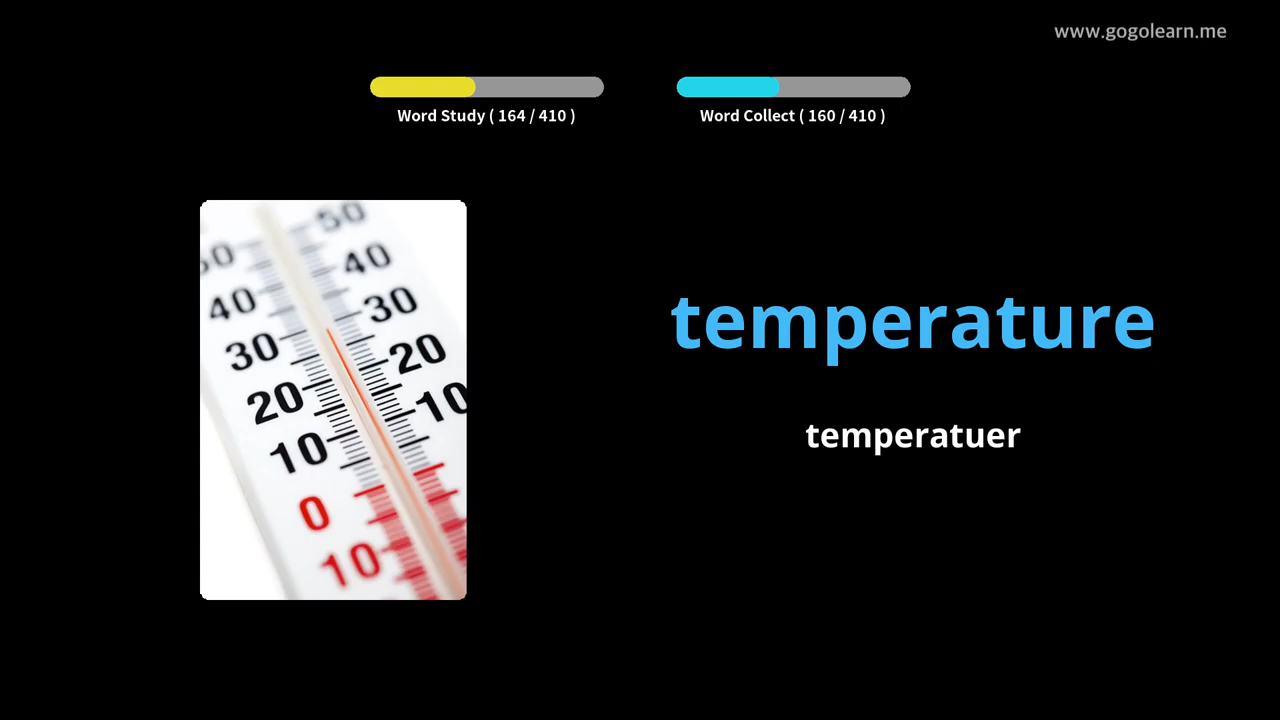 www.gogolearn.me
Word Study ( 164 / 410 )
Word Collect ( 160 / 410 )
temperature
temperatuer
50
50
40
40
30
30
20
20
10
10
0
10